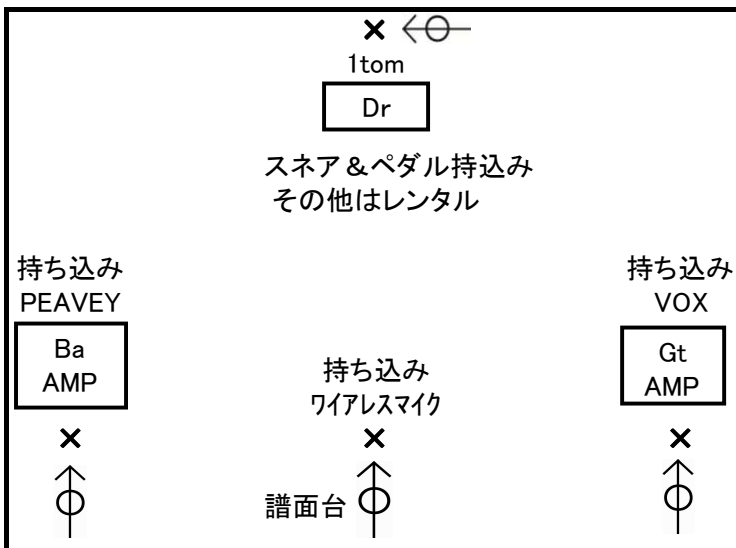 ×
1tom
Dr
スネア＆ペダル持込み
その他はレンタル
持ち込み
PEAVEY
Ba
AMP
×
持ち込み
ワイアレスマイク
×
譜面台
持ち込み
VOX
Gt
AMP
×